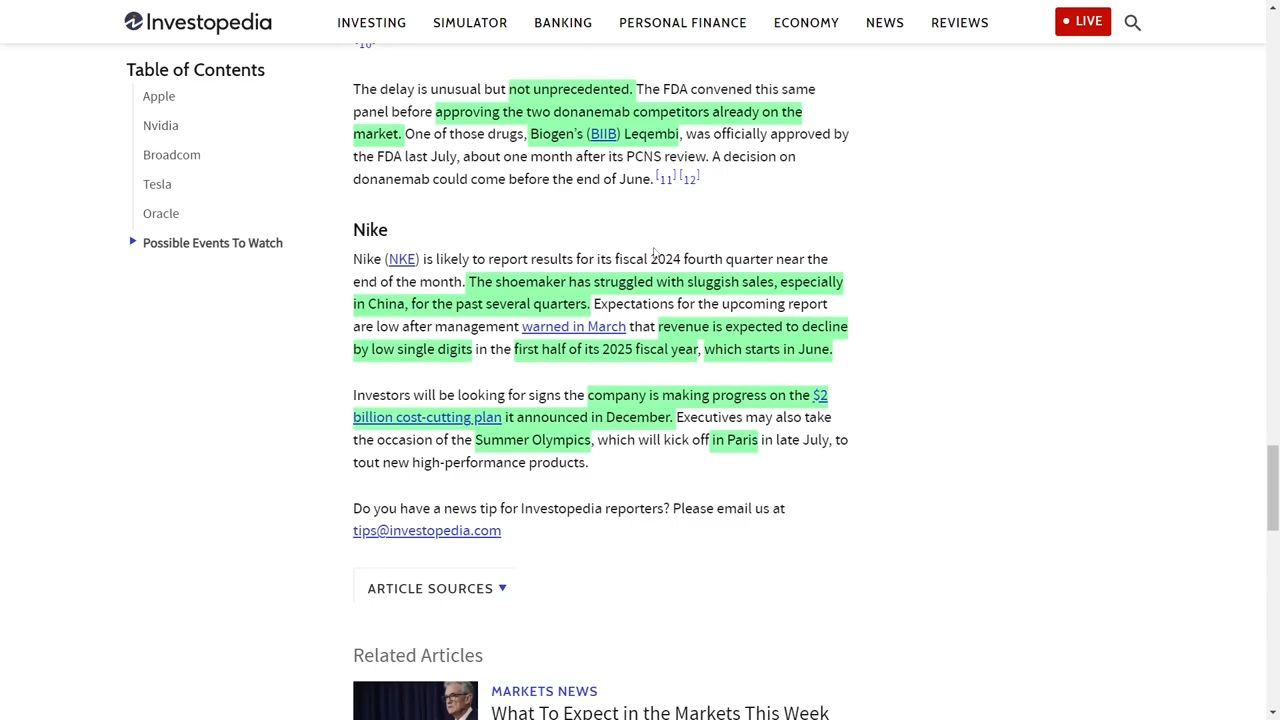 Investopedia
INVESTING SIMULATOR BANKING PERSONAL FINANCE ECONOMY NEWS REVIEWS
LIVE
Table of Contents
Apple
Nvidia
Broadcom
Tesla
Oracle
Possible Events To Watch
The delay is unusual but not unprecedented. The FDA convened this same
panel before approving the two donanemab competitors already on the
market. One of those drugs, Biogen’s (BIIB) Leqembi, was officially approved by
the FDA last July, about one month after its PCNS review. A decision on
donanemab could come before the end of June. [11] [12]
Nike
Nike (NKE) is likely to report results for its fiscal 2024 fourth quarter near the
end of the month. The shoemaker has struggled with sluggish sales, especially
in China, for the past several quarters. Expectations for the upcoming report
are low after management warned in March that revenue is expected to decline
by low single digits in the first half of its 2025 fiscal year, which starts in June.
Investors will be looking for signs the company is making progress on the $2
billion cost-cutting plan it announced in December. Executives may also take
the occasion of the Summer Olympics, which will kick off in Paris in late July, to
tout new high-performance products.
Do you have a news tip for Investopedia reporters? Please email us at
tips@investopedia.com
ARTICLE SOURCES
Related Articles
MARKETS NEWS
What To Expect in the Markets This Week